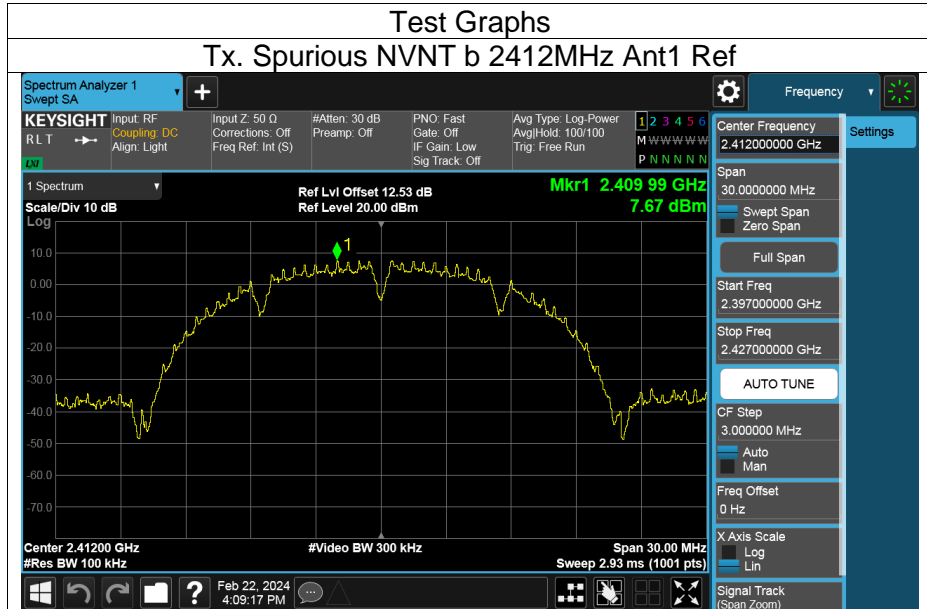 Test Graphs
Tx. Spurious NVNT b 2412MHz Ant1 Ref
Spectrum Analyzer 1
Swept SA
+
Frequency
KEYSIGHT
RLT
LXI
Input: RF
Coupling: DC
Align: Light
Input Z: 50 Ω
Corrections: Off
Freq Ref: Int (S)
#Atten: 30 dB
Preamp: Off
PNO: Fast
Gate: Off
IF Gain: Low
Sig Track: Off
Avg Type: Log-Power
Avg|Hold: 100/100
Trig: Free Run
1 2 3 4 5 6
M W W W W W
P N N N N N
Center Frequency
2.412000000 GHz
Settings
Span
30.0000000 MHz
Swept Span
Zero Span
Full Span
Start Freq
2.397000000 GHz
Stop Freq
2.427000000 GHz
AUTO TUNE
CF Step
3.000000 MHz
Auto
Man
Freq Offset
0 Hz
X Axis Scale
Log
Lin
Signal Track
(Span Zoom)
1 Spectrum
Scale/Div 10 dB
Log
Ref Lvl Offset 12.53 dB
Ref Level 20.00 dBm
Mkr1 2.409 99 GHz
7.67 dBm
1
10.0
0.00
-10.0
-20.0
-30.0
-40.0
-50.0
-60.0
-70.0
Center 2.41200 GHz
#Res BW 100 kHz
#Video BW 300 kHz
Span 30.00 MHz
Sweep 2.93 ms (1001 pts)
?
Feb 22, 2024
4:09:17 PM